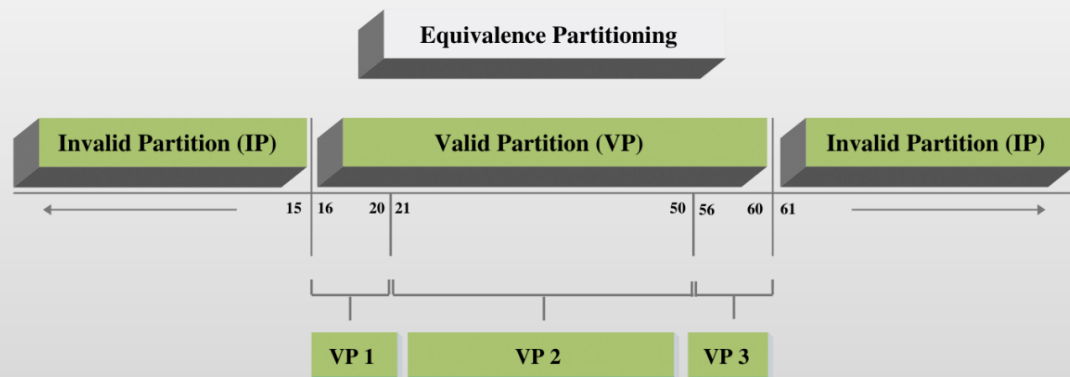 Equivalence Partitioning
Invalid Partition (IP) Valid Partition (VP) Invalid Partition (IP)
15 16 20 21 50 56 60 61
VP 1 VP 2 VP 3